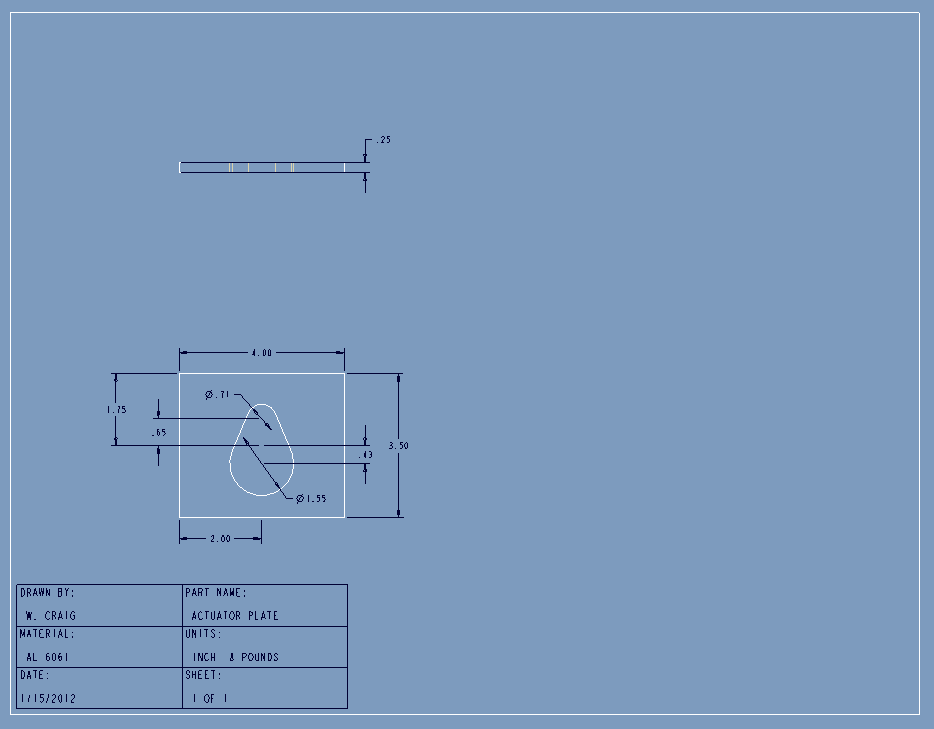 .25
4.00
Ø.71
1.75
.65
3.50
.43
Ø1.55
2.00
DRAWN BY:
W. CRAIG
PART NAME:
ACTUATOR PLATE
MATERIAL:
AL 6061
UNITS:
INCH & POUNDS
DATE:
1/15/2012
SHEET:
1 OF 1